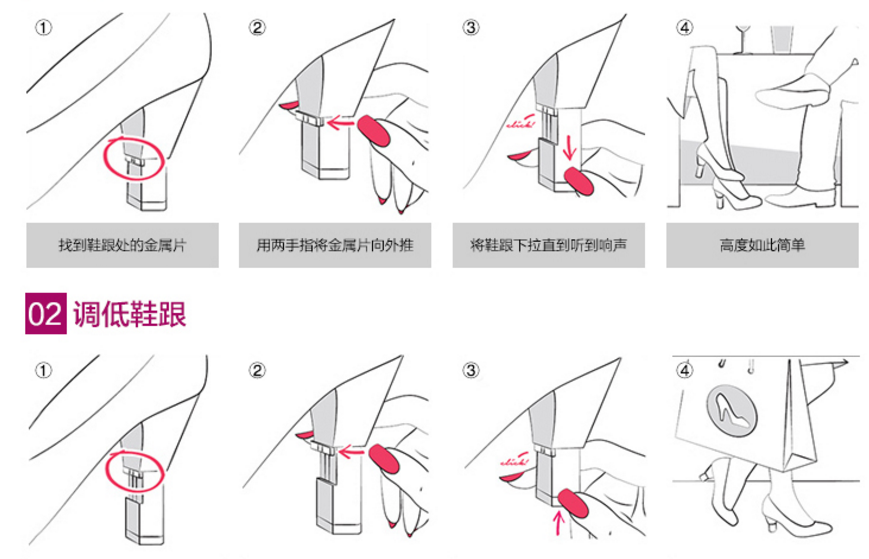 ① ② ③ ④
click!
找到鞋跟处的金属片 用两手指将金属片向外推 将鞋跟下拉直到听到响声 高度如此简单
02 调低鞋跟
① ② ③ ④
click!